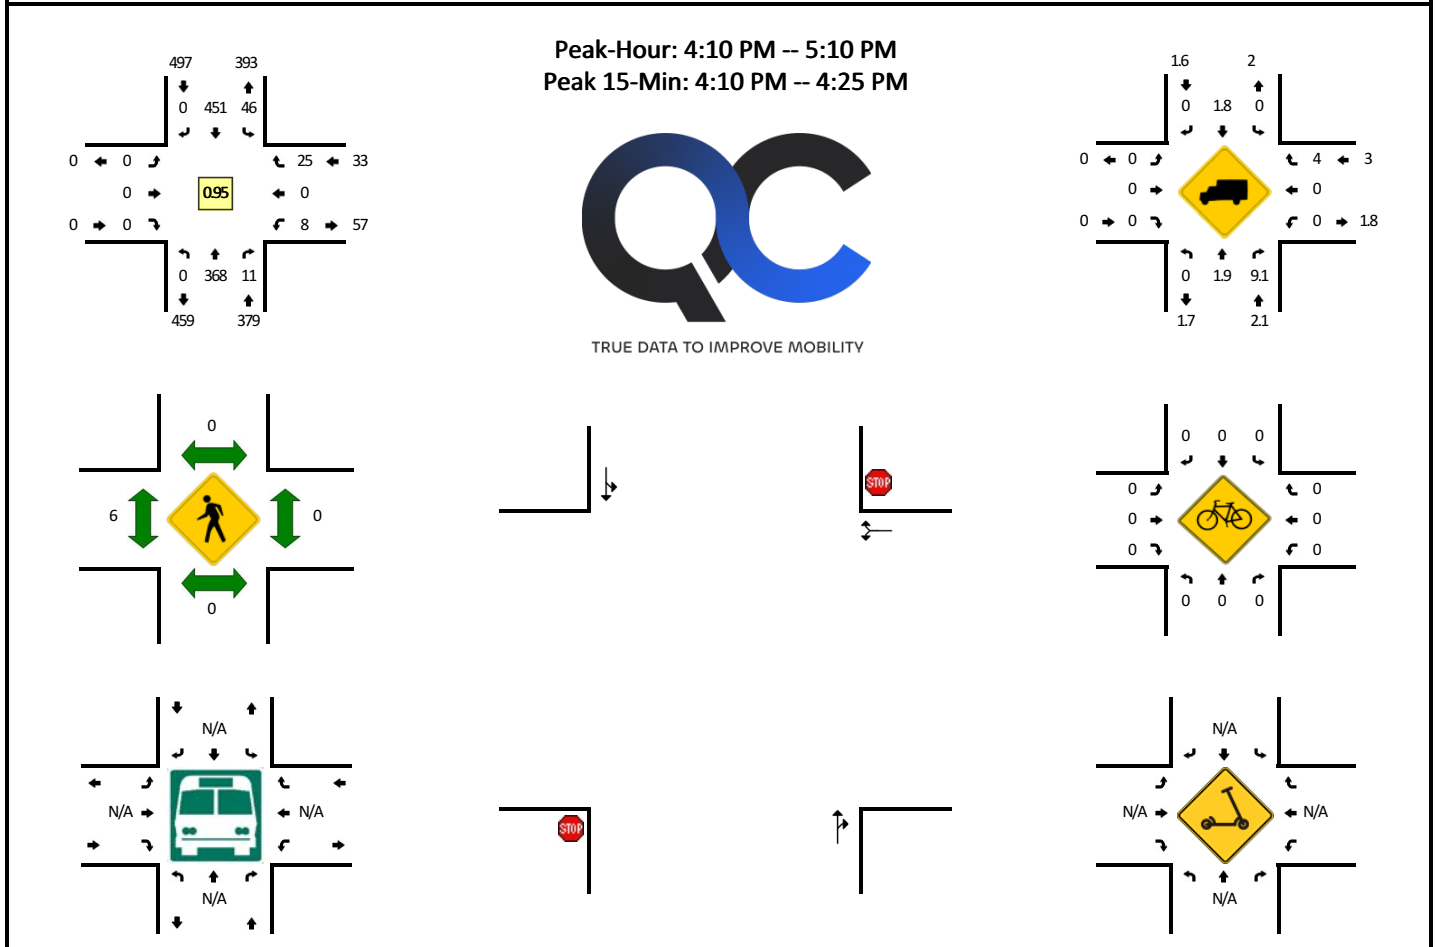 Peak-Hour: 4:10 PM -- 5:10 PM
Peak 15-Min: 4:10 PM -- 4:25 PM
497 393
0 451 46
0 0 25 33
0 0.95 0
0 0 8 57
0 368 11
459 379
QC
TRUE DATA TO IMPROVE MOBILITY
1.6 2
0 1.8 0
0 0 4 3
0 0
0 0 0 1.8
0 1.9 9.1
1.7 2.1
0
6 0
0
STOP
STOP
0 0 0
0 0
0 0
0 0
0 0 0
N/A
N/A N/A
N/A
N/A
N/A N/A
N/A